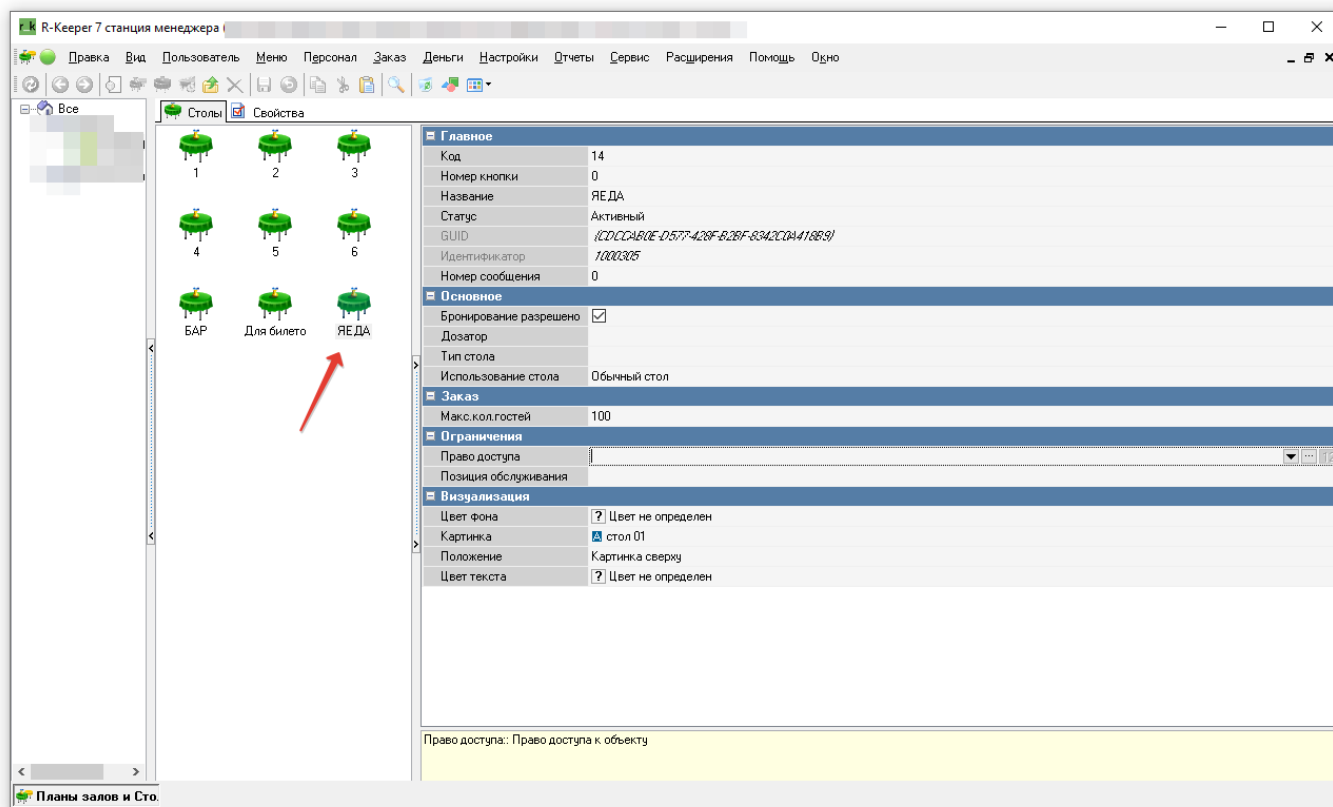 R-Keeper 7 станция менеджера (
Правка Вид Пользователь Меню Персонал Заказ Деньги Настройки Отчеты Сервис Расширения Помощь Окно
Все
Столы Свойства
1 2 3
4 5 6
БАР Для билето ЯЕДА
Главное
Код 14
Номер кнопки 0
Название ЯЕДА
Статус Активный
GUID {CDCCAB0E-D577-428F-B2BF-8342C0A418B9}
Идентификатор 1000305
Номер сообщения 0
Основное
Бронирование разрешено
Дозатор
Тип стола
Использование стола Обычный стол
Заказ
Макс.кол.гостей 100
Ограничения
Право доступа
Позиция обслуживания
Визуализация
Цвет фона ? Цвет не определен
Картинка стол 01
Положение Картинка сверху
Цвет текста ? Цвет не определен
Право доступа:: Право доступа к объекту
Планы залов и Сто.